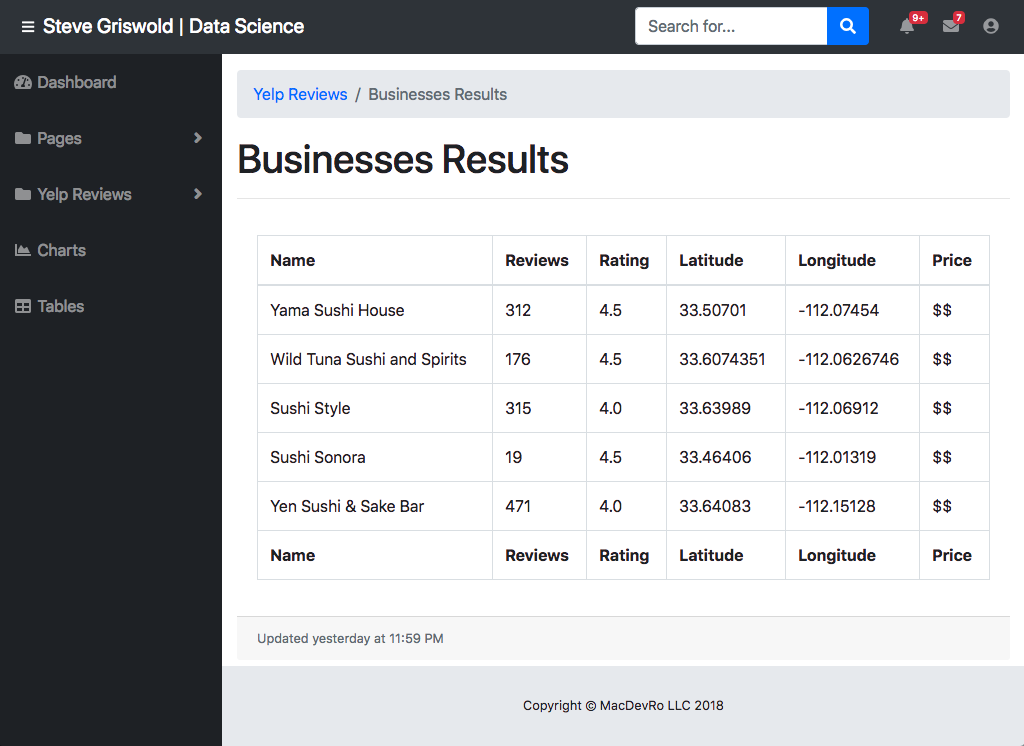 Steve Griswold | Data Science
Search for...
9+
7
Dashboard
Pages
Yelp Reviews
Charts
Tables
Yelp Reviews / Businesses Results
Businesses Results
Name Reviews Rating Latitude Longitude Price
Yama Sushi House 312 4.5 33.50701 -112.07454 $$
Wild Tuna Sushi and Spirits 176 4.5 33.6074351 -112.0626746 $$
Sushi Style 315 4.0 33.63989 -112.06912 $$
Sushi Sonora 19 4.5 33.46406 -112.01319 $$
Yen Sushi & Sake Bar 471 4.0 33.64083 -112.15128 $$
Name Reviews Rating Latitude Longitude Price
Updated yesterday at 11:59 PM
Copyright © MacDevRo LLC 2018